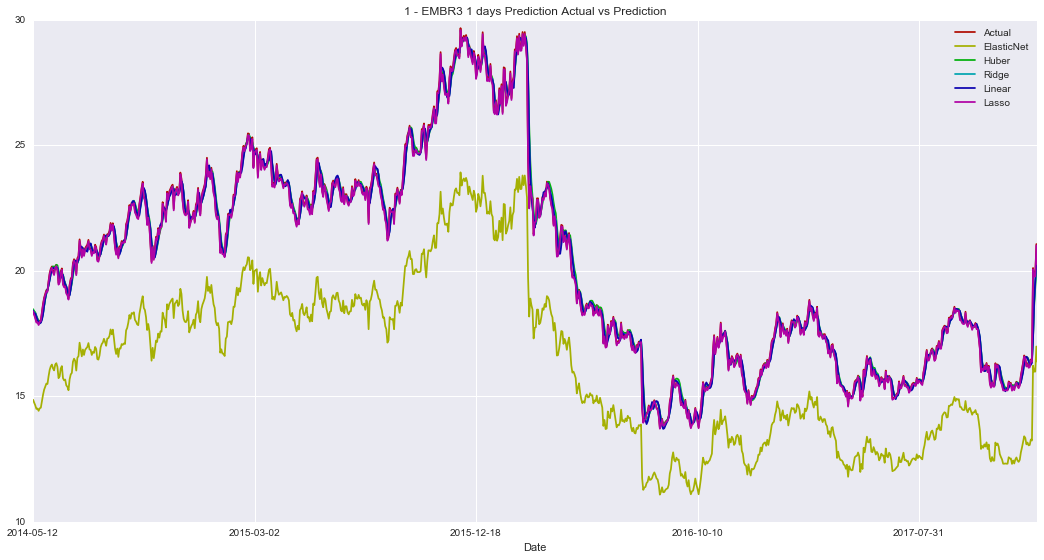 1 - EMBR3 1 days Prediction Actual vs Prediction
30
25
20
15
10
Actual
ElasticNet
Huber
Ridge
Linear
Lasso
2014-05-12
2015-03-02
2015-12-18
2016-10-10
2017-07-31
Date